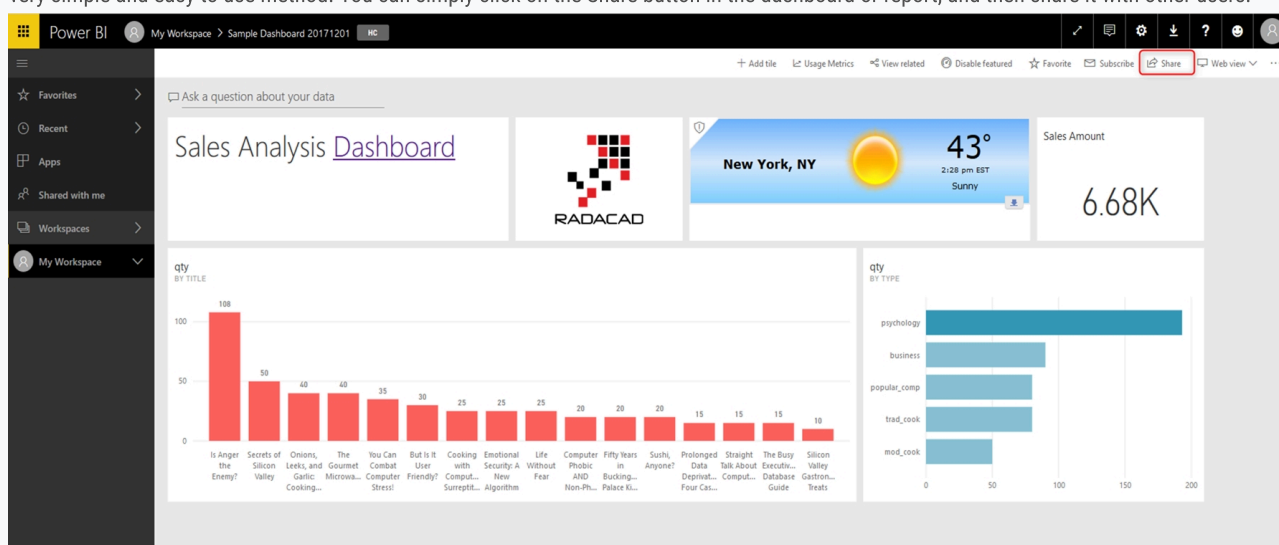 Very simple and easy to use method. You can simply click on the Share button in the dashboard or report, and then share it with other users.
Power BI
My Workspace > Sample Dashboard 20171201 HC
+ Add tile Usage Metrics View related Disable featured Favorite Subscribe Share Web view ...
Favorites
Recent
Apps
Shared with me
Workspaces
My Workspace
Ask a question about your data
Sales Analysis Dashboard
RADACAD
New York, NY
43°
2:28 pm EST
Sunny
Sales Amount
6.68K
qty
BY TITLE
100
50
0
108
50
40
40
35
30
25
25
25
20
20
20
15
15
15
10
Is Anger the Enemy?
Secrets of Silicon Valley
Onions, Leeks, and Garlic: Cooking...
The Gourmet Microwa...
You Can Combat Computer Stress!
But Is It User Friendly?
Cooking with Comput... Surreptit...
Emotional Security: A New Algorithm
Life Without Fear
Computer Phobic AND Non-Ph...
Fifty Years in Bucking... Palace Ki...
Sushi, Anyone?
Prolonged Data Deprivat... Four Cas...
Straight Talk About Comput...
The Busy Executiv... Database Guide
Silicon Valley Gastron... Treats
qty
BY TYPE
psychology
business
popular_comp
trad_cook
mod_cook
0 50 100 150 200